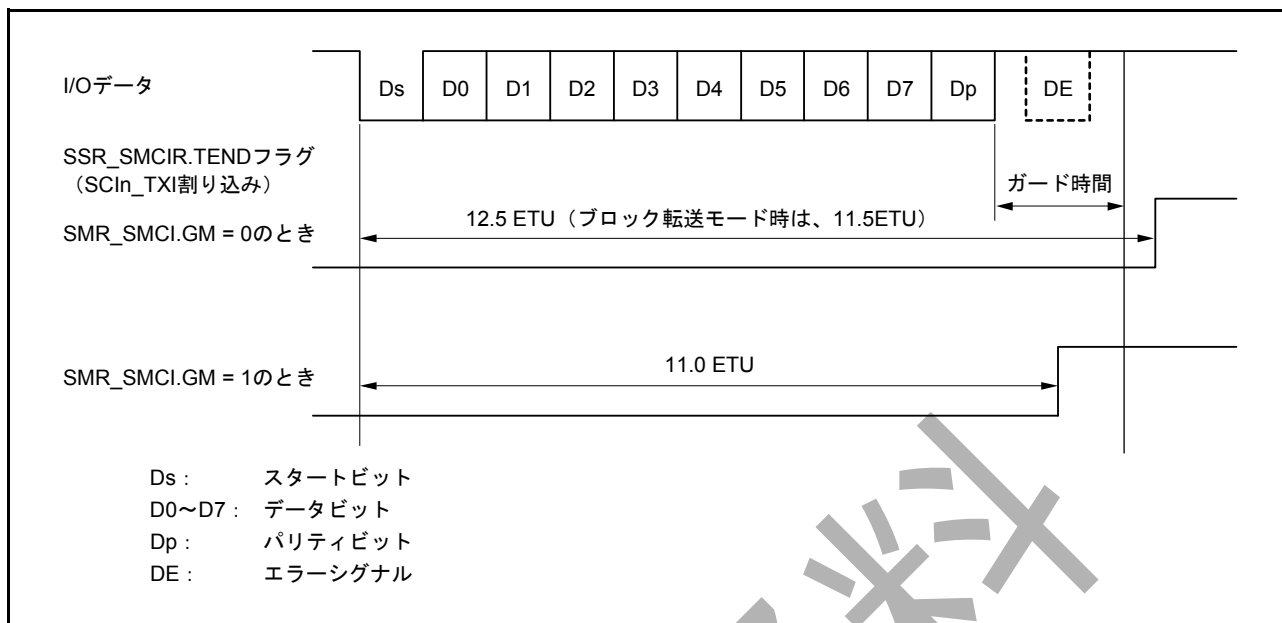 I/Oデータ
Ds D0 D1 D2 D3 D4 D5 D6 D7 Dp DE
SSR_SMCIR.TENDフラグ
（SCIn_TXI割り込み）
ガード時間
12.5 ETU（ブロック転送モード時は、11.5ETU）
SMR_SMCI.GM = 0のとき
11.0 ETU
SMR_SMCI.GM = 1のとき
Ds： スタートビット
D0～D7： データビット
Dp： パリティビット
DE： エラーシグナル